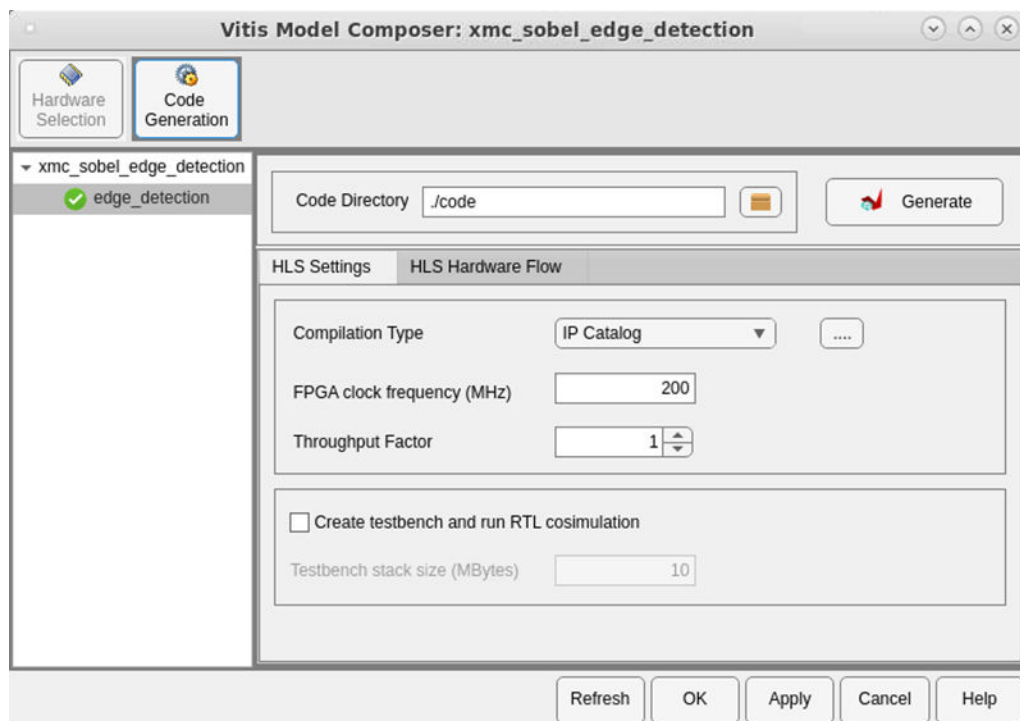 Vitis Model Composer: xmc_sobel_edge_detection
Hardware
Selection
Code
Generation
xmc_sobel_edge_detection
edge_detection
Code Directory ./code Generate
HLS Settings HLS Hardware Flow
Compilation Type IP Catalog ....
FPGA clock frequency (MHz) 200
Throughput Factor 1
Create testbench and run RTL cosimulation
Testbench stack size (MBytes) 10
Refresh OK Apply Cancel Help